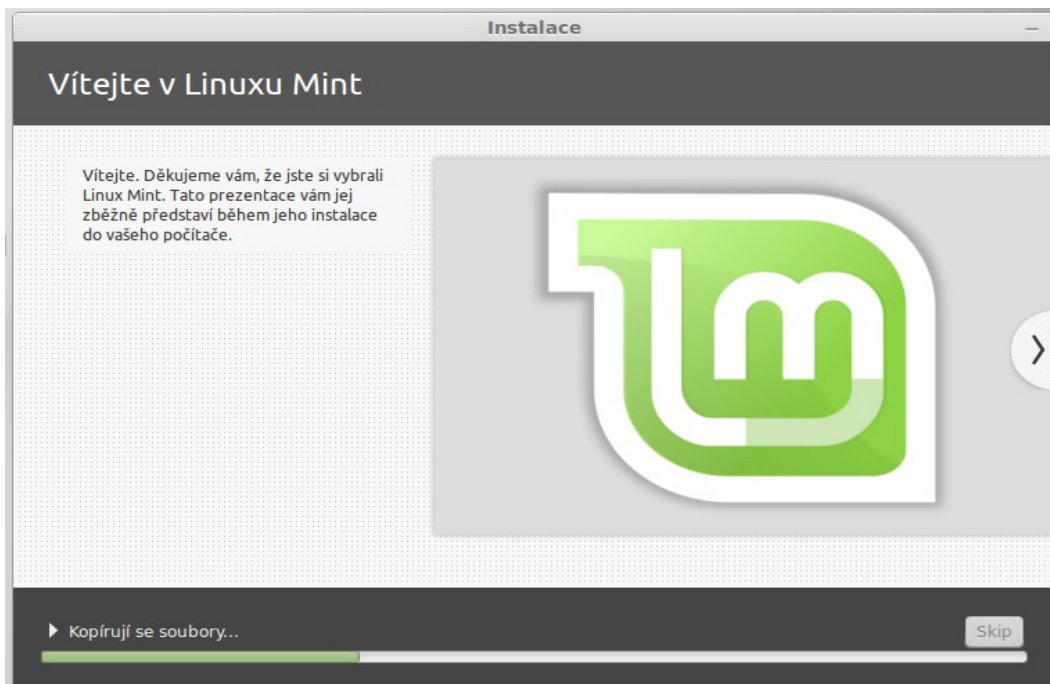 Instalace
Vítejte v Linuxu Mint
Vítejte. Děkujeme vám, že jste si vybrali
Linux Mint. Tato prezentace vám jej
zběžně představí během jeho instalace
do vašeho počítače.
lm
Kopírují se soubory...
Skip